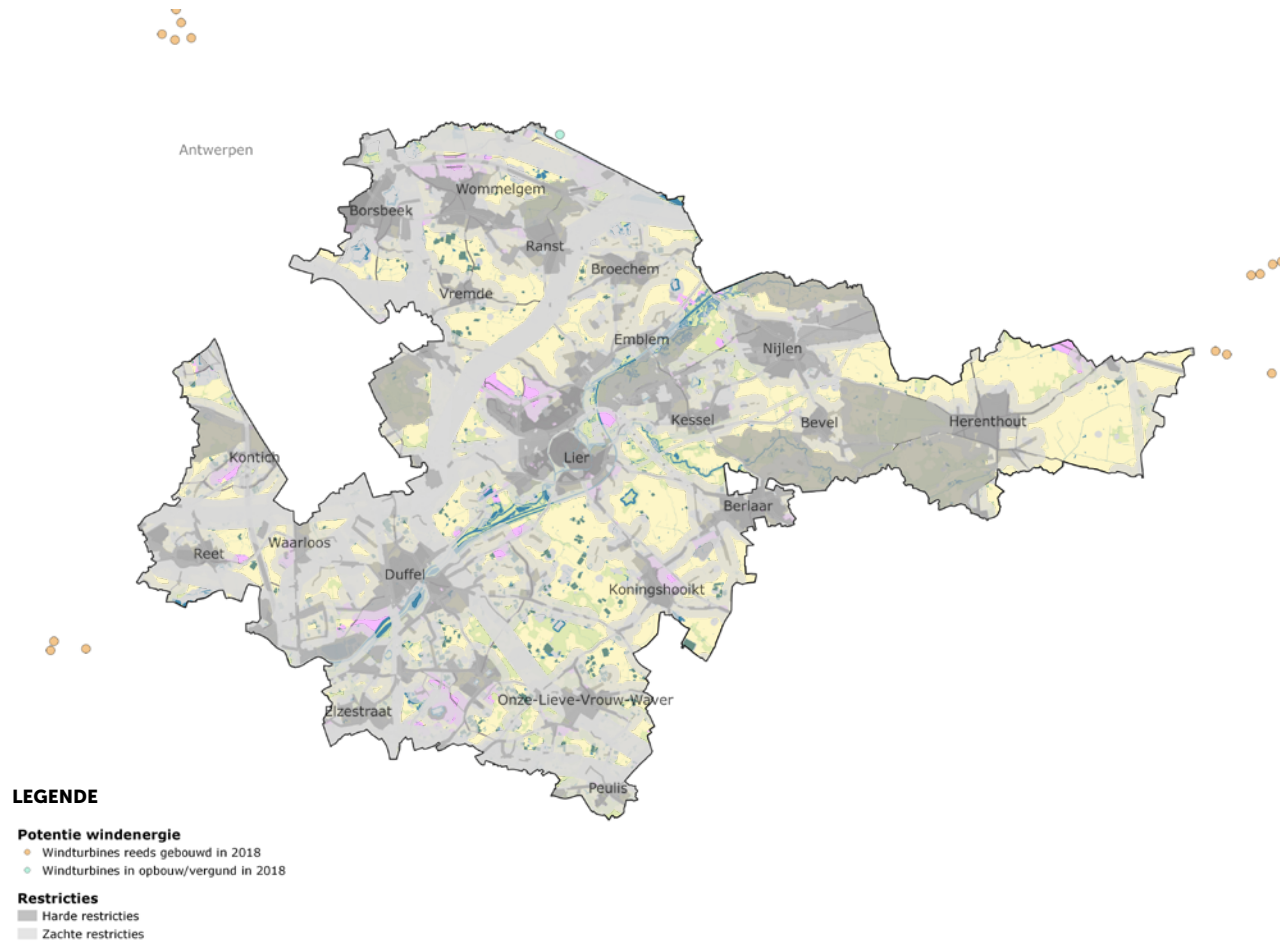 Antwerpen
Wommelgem
Borsbeek
Ranst
Broechem
Vremde
Emblem
Nijlen
Kessel
Bevel
Herenthout
Kontich
Lier
Berlaar
Waarloos
Reet
Duffel
Koningshooikt
Onze-Lieve-Vrouw-Waver
Elzestraat
Peulis
LEGENDE
Potentie windenergie
Windturbines reeds gebouwd in 2018
Windturbines in opbouw/vergund in 2018
Restricties
Harde restricties
Zachte restricties